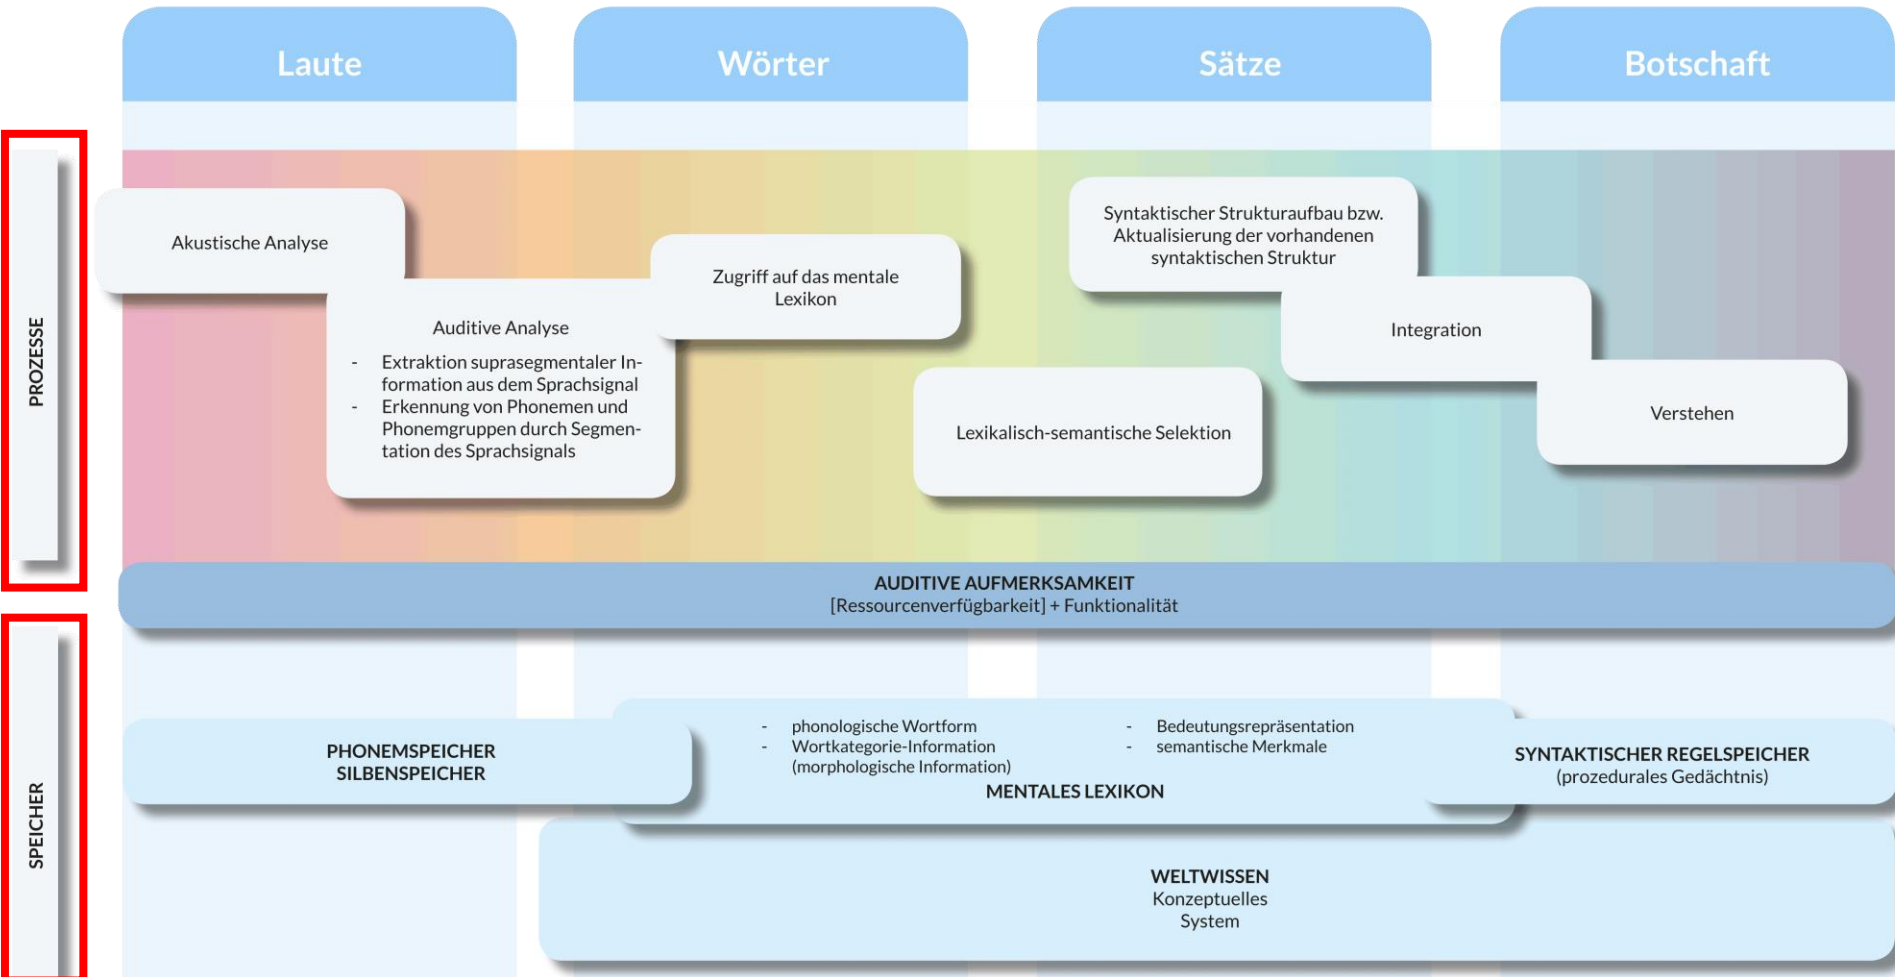 Laute
Wörter
Sätze
Botschaft
PROZESSE
Akustische Analyse
Auditive Analyse
- Extraktion suprasegmentaler In-
formation aus dem Sprachsignal
- Erkennung von Phonemen und
Phonemgruppen durch Segmen-
tation des Sprachsignals
Zugriff auf das mentale
Lexikon
Lexikalisch-semantische Selektion
Syntaktischer Strukturaufbau bzw.
Aktualisierung der vorhandenen
syntaktischen Struktur
Integration
Verstehen
AUDITIVE AUFMERKSAMKEIT
[Ressourcenverfügbarkeit] + Funktionalität
SPEICHER
PHONEMSPEICHER
SILBENSPEICHER
- phonologische Wortform
- Wortkategorie-Information
(morphologische Information)
- Bedeutungsrepräsentation
- semantische Merkmale
MENTALES LEXIKON
SYNTAKTISCHER REGELSPEICHER
(prozedurales Gedächtnis)
WELTWISSEN
Konzeptuelles
System